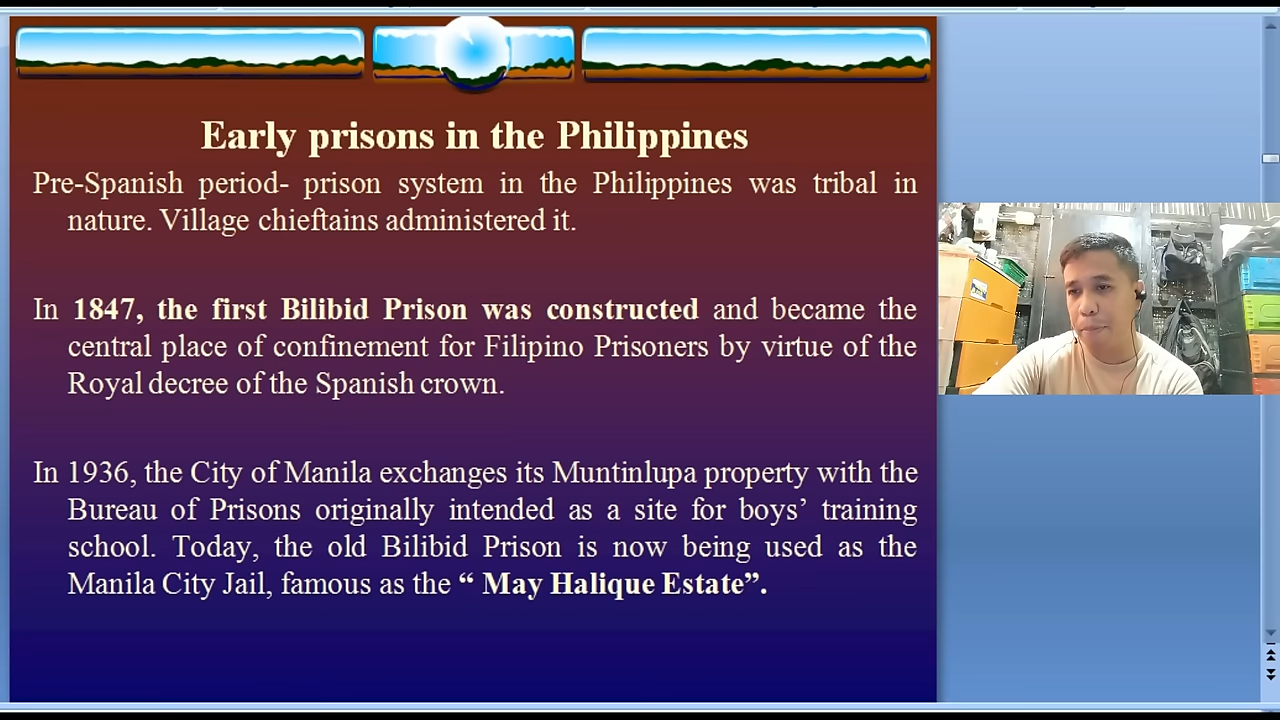 Early prisons in the Philippines
Pre-Spanish period- prison system in the Philippines was tribal in
nature. Village chieftains administered it.
In 1847, the first Bilibid Prison was constructed and became the
central place of confinement for Filipino Prisoners by virtue of the
Royal decree of the Spanish crown.
In 1936, the City of Manila exchanges its Muntinlupa property with the
Bureau of Prisons originally intended as a site for boys’ training
school. Today, the old Bilibid Prison is now being used as the
Manila City Jail, famous as the “ May Halique Estate”.